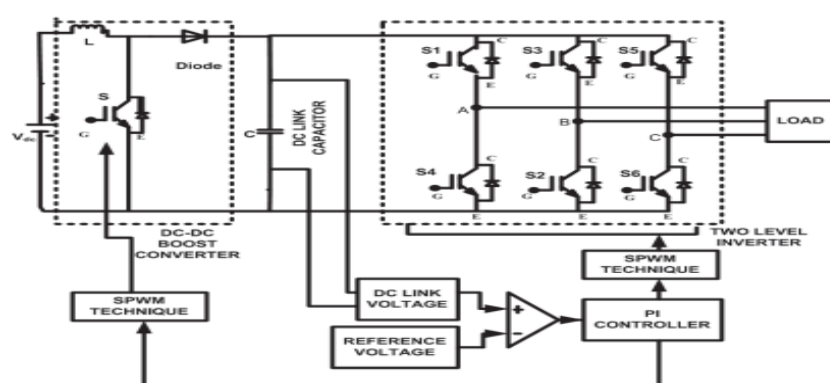 L
Diode
S
G
E
V dc
+
-
C
DC LINK
CAPACITOR
S1
S3
S5
C
C
C
G
G
G
E
E
E
A
B
C
LOAD
S4
S2
S6
C
C
C
G
G
G
E
E
E
DC-DC
BOOST
CONVERTER
TWO LEVEL
INVERTER
SPWM
TECHNIQUE
SPWM
TECHNIQUE
DC LINK
VOLTAGE
+
-
REFERENCE
VOLTAGE
PI
CONTROLLER